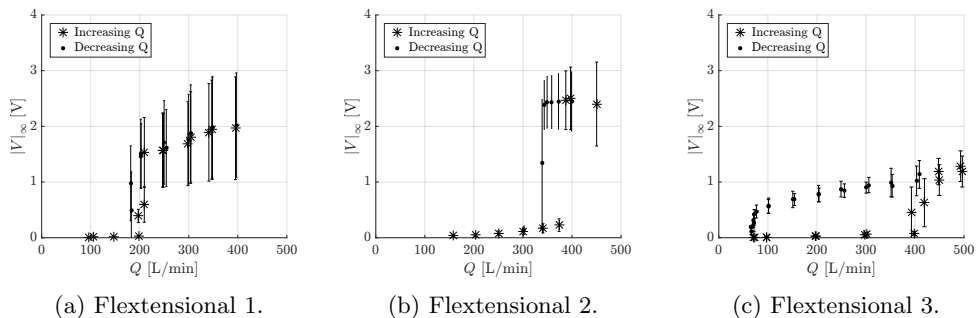 Increasing Q
Decreasing Q
|V|∞ [V]
4
3
2
1
0
0 100 200 300 400 500
Q [L/min]
(a) Flextensional 1.
Increasing Q
Decreasing Q
|V|∞ [V]
4
3
2
1
0
0 100 200 300 400 500
Q [L/min]
(b) Flextensional 2.
Increasing Q
Decreasing Q
|V|∞ [V]
4
3
2
1
0
0 100 200 300 400 500
Q [L/min]
(c) Flextensional 3.